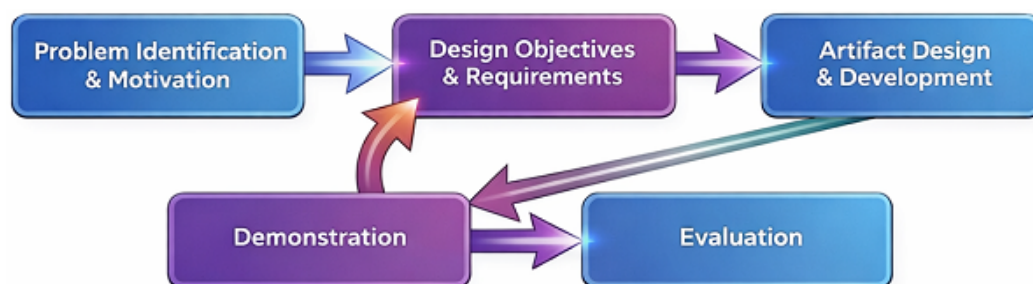 Problem Identification
& Motivation
Design Objectives
& Requirements
Artifact Design
& Development
Demonstration
Evaluation